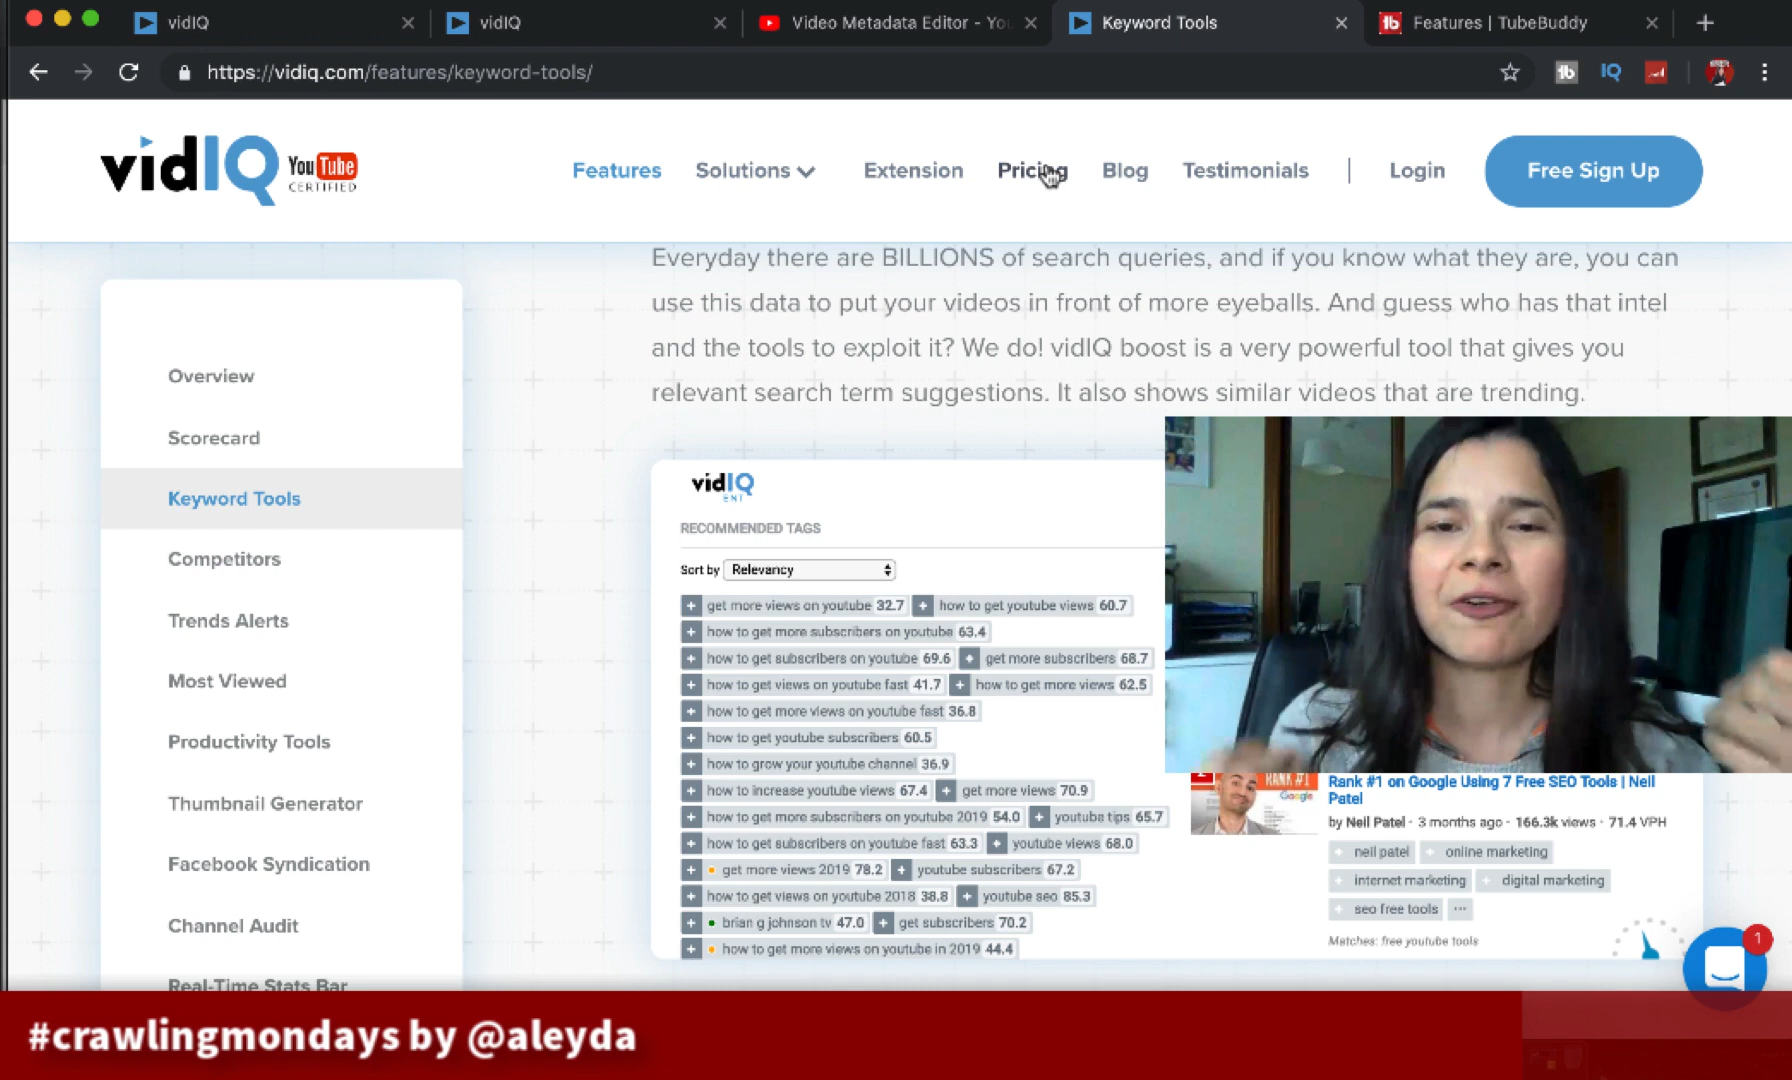 vidIQ
vidIQ
Video Metadata Editor - You
Keyword Tools
Features | TubeBuddy
https://vidiq.com/features/keyword-tools/
tb
IQ
vidIQ YouTube CERTIFIED
Features
Solutions
Extension
Pricing
Blog
Testimonials
Login
Free Sign Up
Everyday there are BILLIONS of search queries, and if you know what they are, you can
use this data to put your videos in front of more eyeballs. And guess who has that intel
and the tools to exploit it? We do! vidIQ boost is a very powerful tool that gives you
relevant search term suggestions. It also shows similar videos that are trending.
Overview
Scorecard
Keyword Tools
Competitors
Trends Alerts
Most Viewed
Productivity Tools
Thumbnail Generator
Facebook Syndication
Channel Audit
Real-Time Stats Bar
vidIQ
ENT
RECOMMENDED TAGS
Sort by Relevancy
+ get more views on youtube 32.7 + how to get youtube views 60.7
+ how to get more subscribers on youtube 63.4
+ how to get subscribers on youtube 69.6 + get more subscribers 68.7
+ how to get views on youtube fast 41.7 + how to get more views 62.5
+ how to get more views on youtube fast 36.8
+ how to get youtube subscribers 60.5
+ how to grow your youtube channel 36.9
+ how to increase youtube views 67.4 + get more views 70.9
+ how to get more subscribers on youtube 2019 54.0 + youtube tips 65.7
+ how to get subscribers on youtube fast 63.3 + youtube views 68.0
+ get more views 2019 78.2 + youtube subscribers 67.2
+ how to get views on youtube 2018 38.8 + youtube seo 85.3
+ brian g johnson tv 47.0 + get subscribers 70.2
+ how to get more views on youtube in 2019 44.4
RANK #1
Google
Rank #1 on Google Using 7 Free SEO Tools | Neil
Patel
by Neil Patel · 3 months ago · 166.3k views · 71.4 VPH
+ neil patel + online marketing
+ internet marketing + digital marketing
+ seo free tools ...
Matches: free youtube tools
1
#crawlingmondays by @aleyda